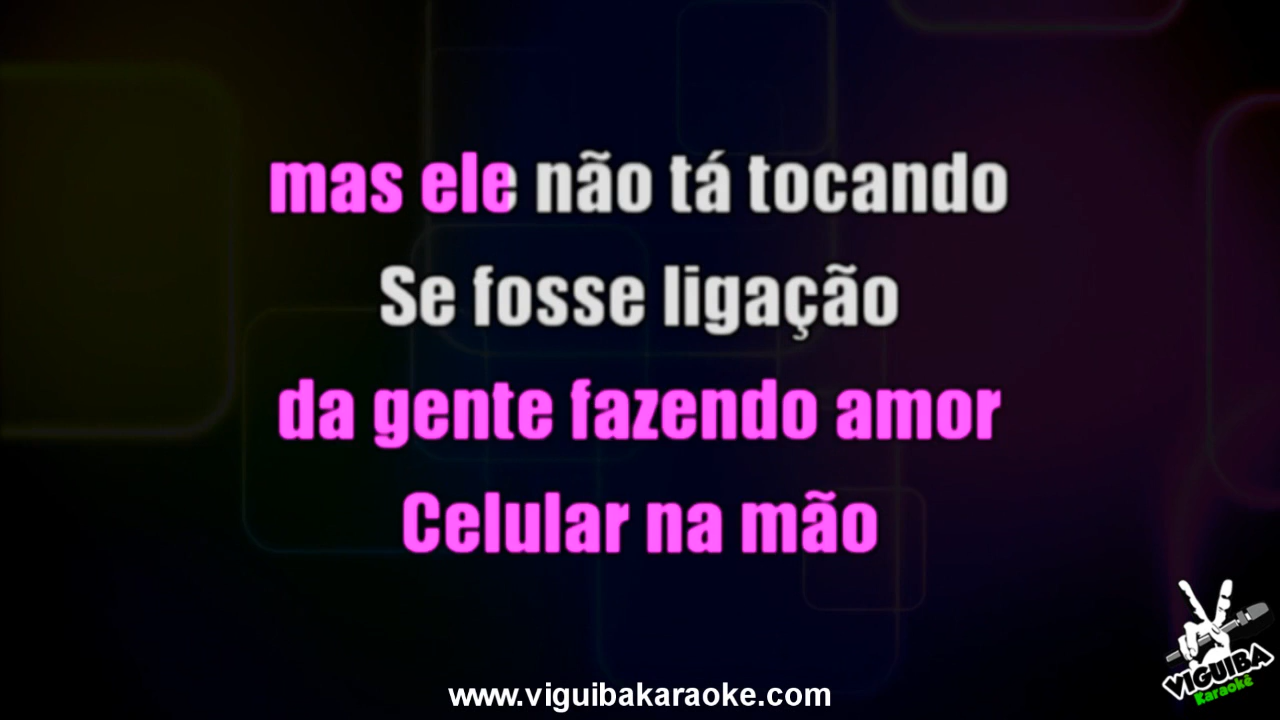 mas ele não tá tocando
Se fosse ligação
da gente fazendo amor
Celular na mão
VIGUIBA
Karaokê
www.viguibakaraoke.com